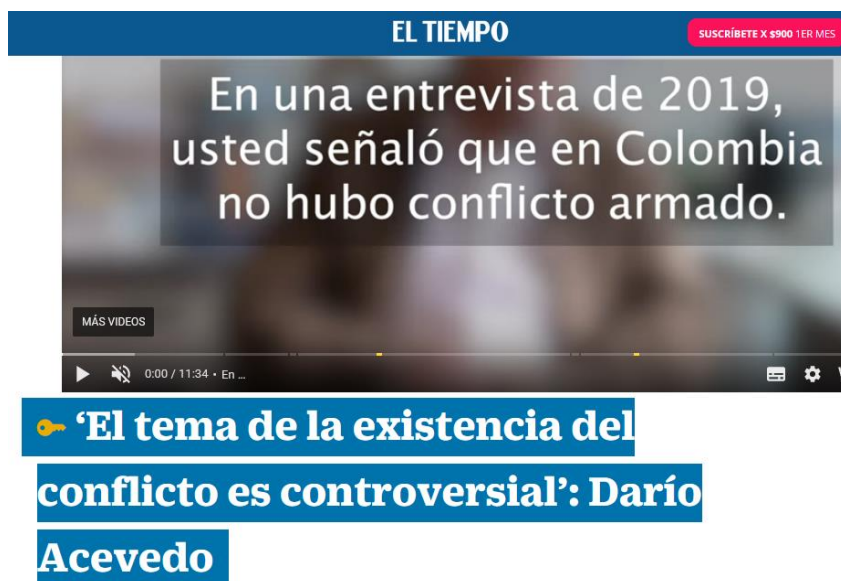 EL TIEMPO
SUSCRÍBETE X $900 1ER MES
En una entrevista de 2019,
usted señaló que en Colombia
no hubo conflicto armado.
MÁS VIDEOS
0:00 / 11:34 • En ...
‘El tema de la existencia del
conflicto es controversial’: Darío
Acevedo